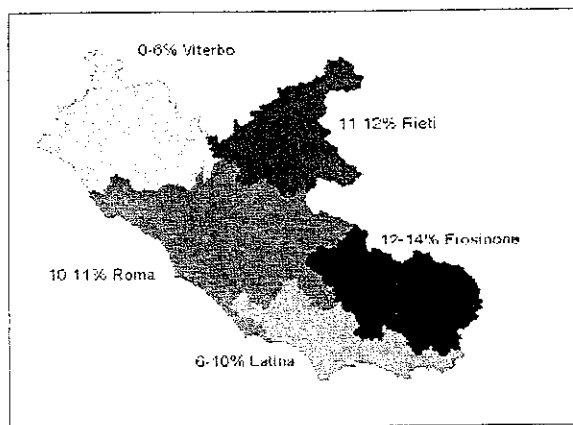 0-6% Viterbo
11-12% Rieti
12-14% Frosinone
10-11% Roma
6-10% Latina